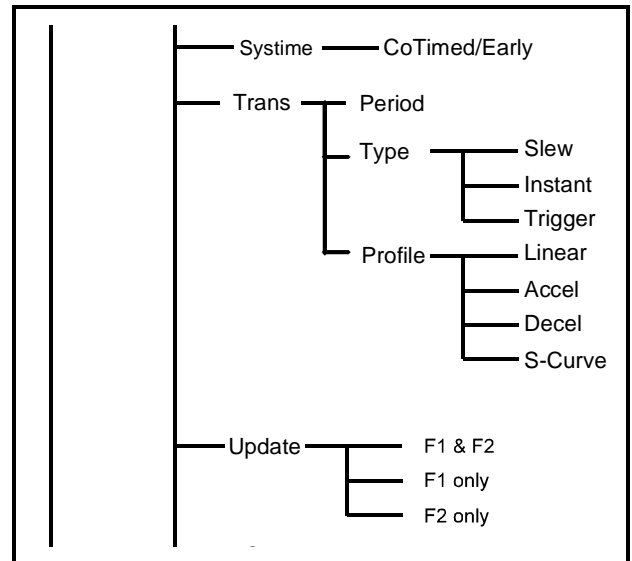 Systime CoTimed/Early
Trans Period
Type Slew
Instant
Trigger
Profile Linear
Accel
Decel
S-Curve
Update F1 & F2
F1 only
F2 only